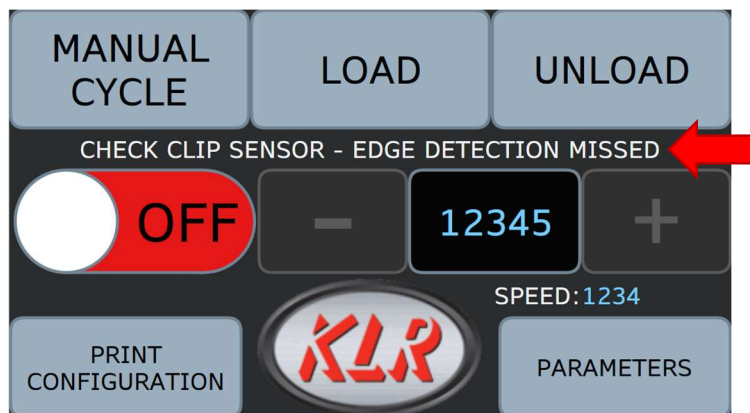 MANUAL
CYCLE
LOAD
UNLOAD
CHECK CLIP SENSOR - EDGE DETECTION MISSED
OFF
-
12345
+
SPEED:1234
PRINT
CONFIGURATION
KLR
PARAMETERS